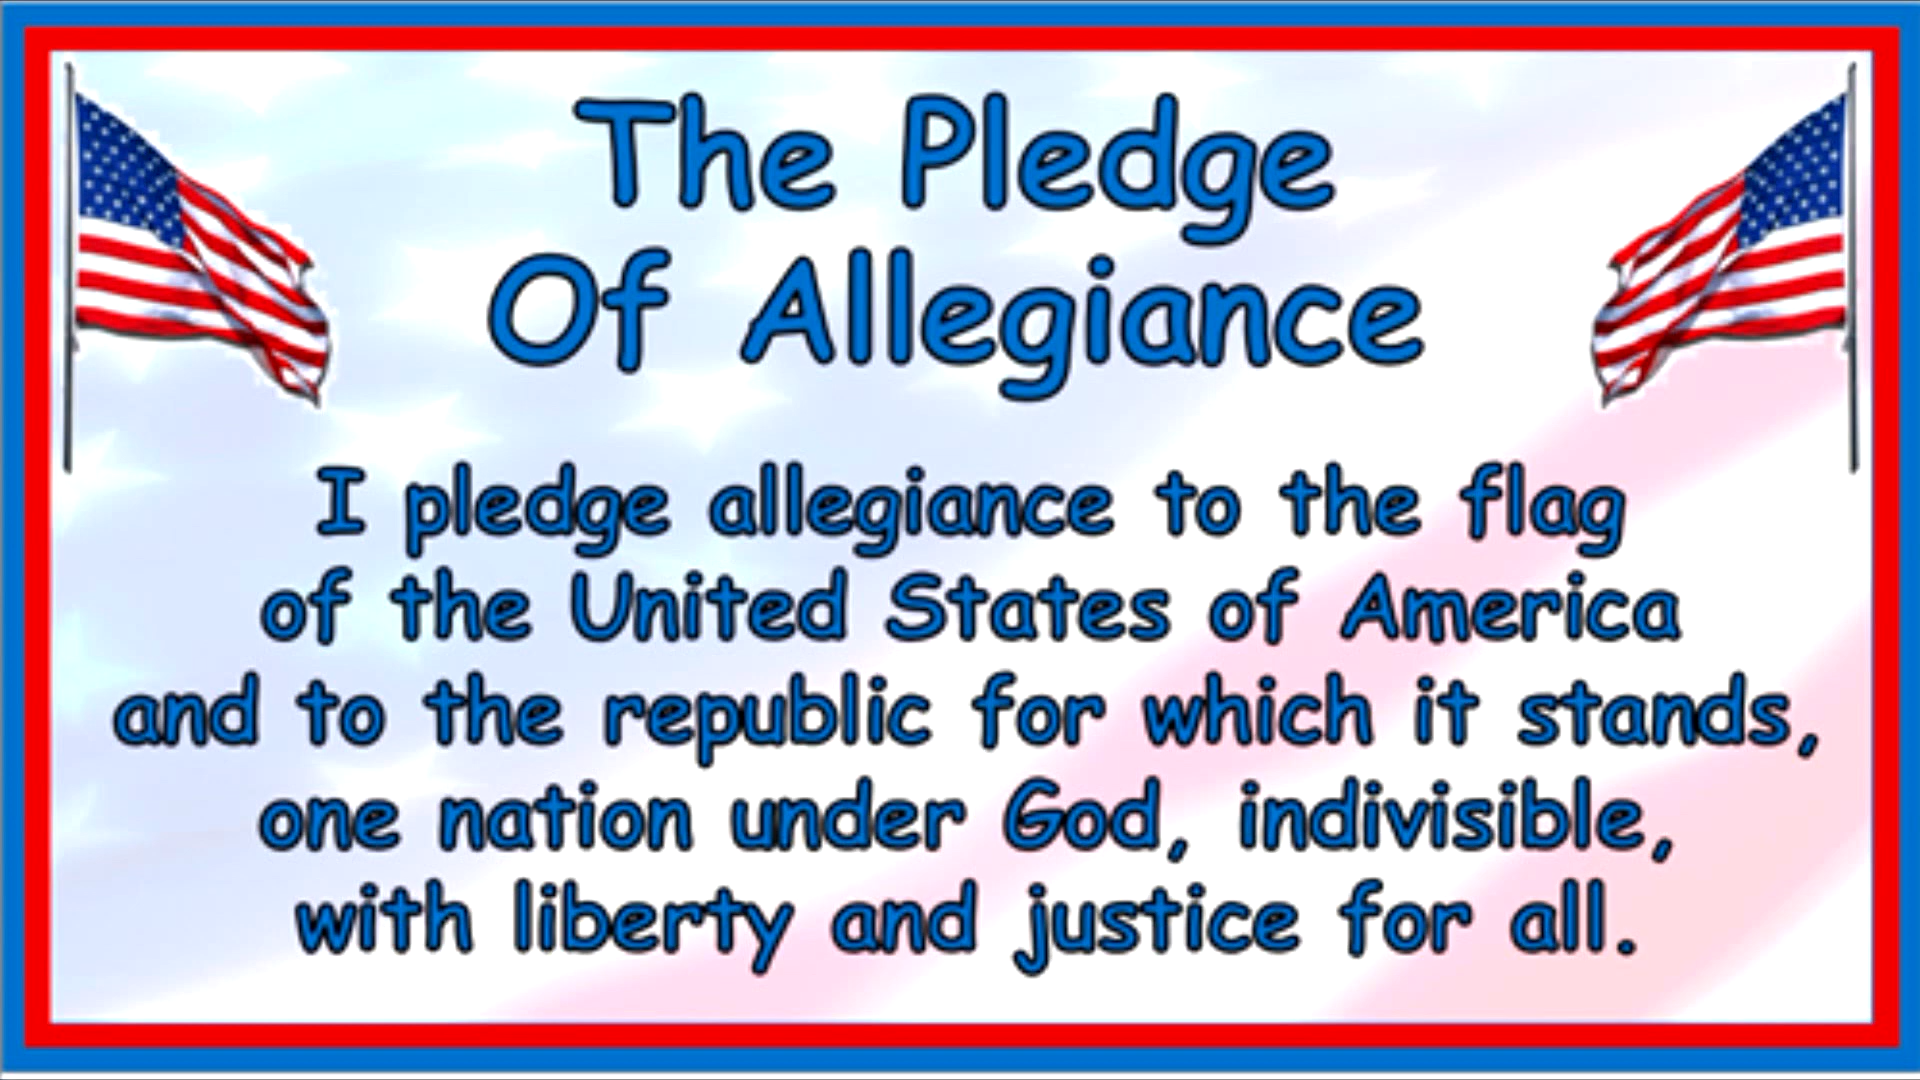 The Pledge
Of Allegiance
I pledge allegiance to the flag
of the United States of America
and to the republic for which it stands,
one nation under God, indivisible,
with liberty and justice for all.